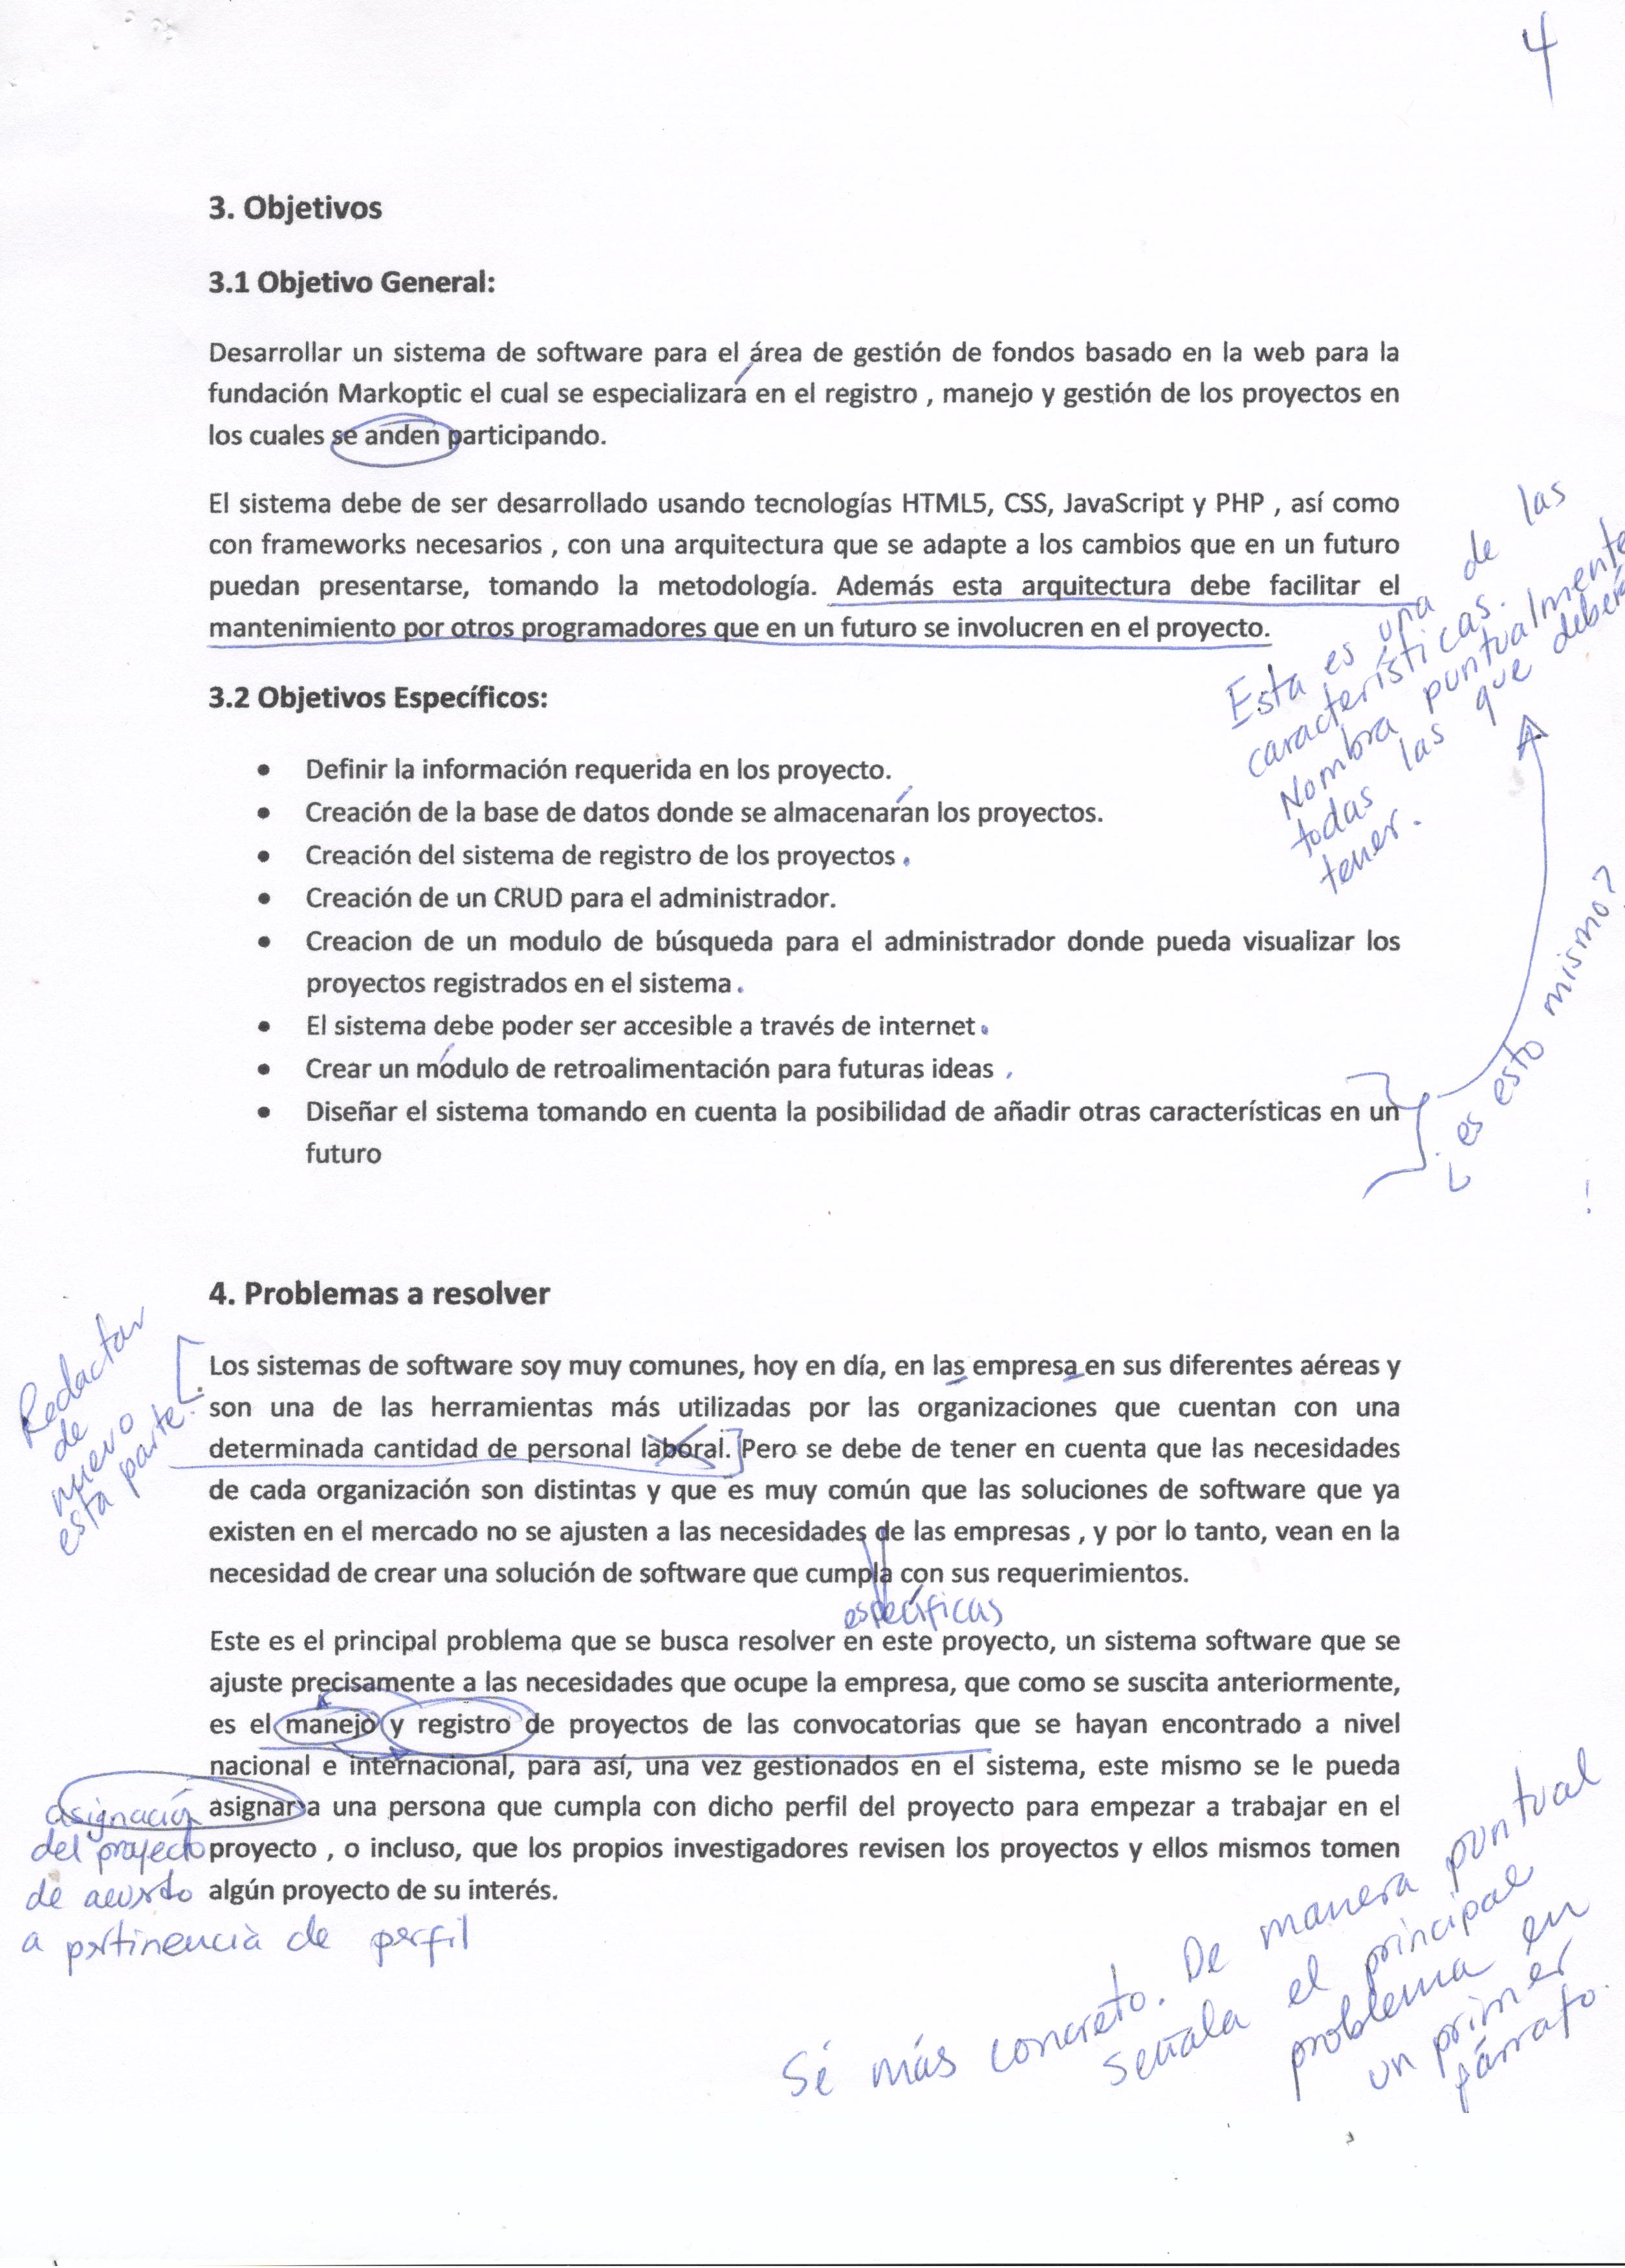 4
3. Objetivos
3.1 Objetivo General:
Desarrollar un sistema de software para el área de gestión de fondos basado en la web para la
fundación Markoptic el cual se especializará en el registro , manejo y gestión de los proyectos en
los cuales se anden participando.
El sistema debe de ser desarrollado usando tecnologías HTML5, CSS, JavaScript y PHP , así como
con frameworks necesarios , con una arquitectura que se adapte a los cambios que en un futuro
puedan presentarse, tomando la metodología. Además esta arquitectura debe facilitar el
mantenimiento por otros programadores que en un futuro se involucren en el proyecto.
Esta es una de las
características.
Nombra puntualmente
todas las que deberá
tener.
3.2 Objetivos Específicos:
• Definir la información requerida en los proyecto.
• Creación de la base de datos donde se almacenarán los proyectos.
• Creación del sistema de registro de los proyectos.
• Creación de un CRUD para el administrador.
• Creacion de un modulo de búsqueda para el administrador donde pueda visualizar los
proyectos registrados en el sistema.
• El sistema debe poder ser accesible a través de internet.
• Crear un módulo de retroalimentación para futuras ideas ,
• Diseñar el sistema tomando en cuenta la posibilidad de añadir otras características en un
futuro
¿es esto mismo?
4. Problemas a resolver
Redactar
de
nuevo
esta parte.
Los sistemas de software soy muy comunes, hoy en día, en las empresa en sus diferentes aéreas y
son una de las herramientas más utilizadas por las organizaciones que cuentan con una
determinada cantidad de personal laboral. Pero se debe de tener en cuenta que las necesidades
de cada organización son distintas y que es muy común que las soluciones de software que ya
existen en el mercado no se ajusten a las necesidades de las empresas , y por lo tanto, vean en la
necesidad de crear una solución de software que cumpla con sus requerimientos.
específicas
Este es el principal problema que se busca resolver en este proyecto, un sistema software que se
ajuste precisamente a las necesidades que ocupe la empresa, que como se suscita anteriormente,
es el manejo y registro de proyectos de las convocatorias que se hayan encontrado a nivel
nacional e internacional, para así, una vez gestionados en el sistema, este mismo se le pueda
asignar a una persona que cumpla con dicho perfil del proyecto para empezar a trabajar en el
proyecto , o incluso, que los propios investigadores revisen los proyectos y ellos mismos tomen
algún proyecto de su interés.
asignación
del proyecto
de acuerdo
a pertinencia de perfil
Sé más concreto. De manera puntual
señala el principal
problema en
un primer
párrafo.